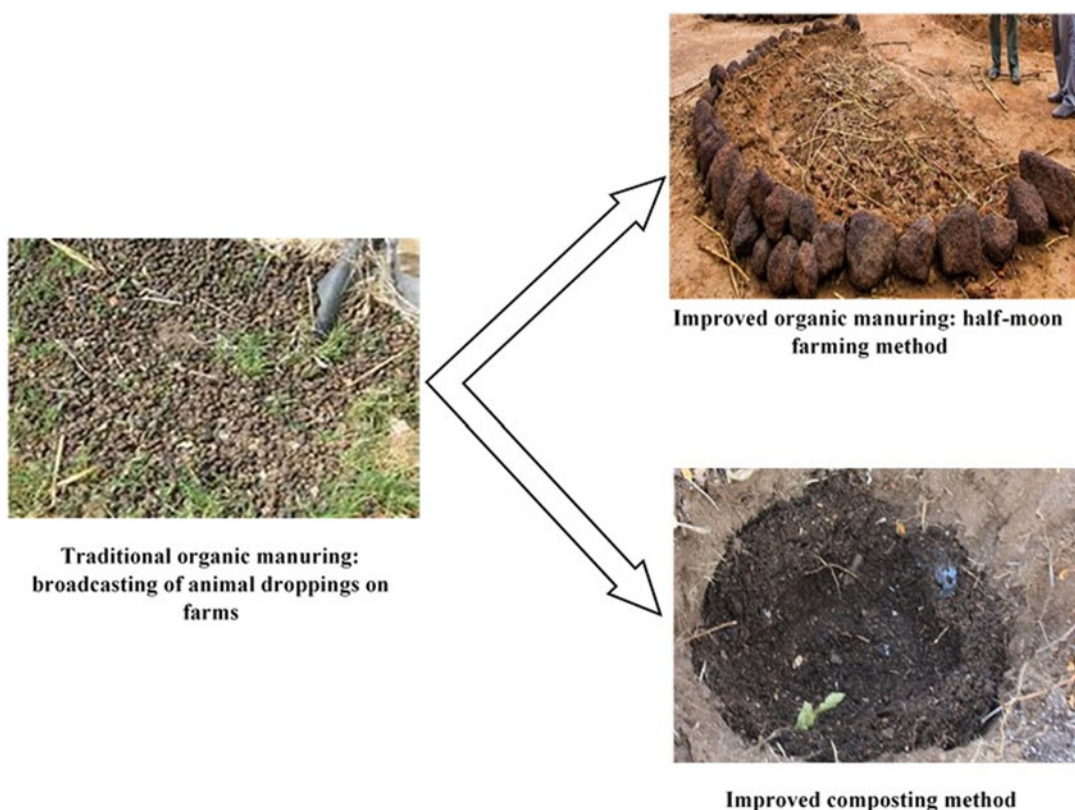 Improved organic manuring: half-moon
farming method
Traditional organic manuring:
broadcasting of animal droppings on
farms
Improved composting method